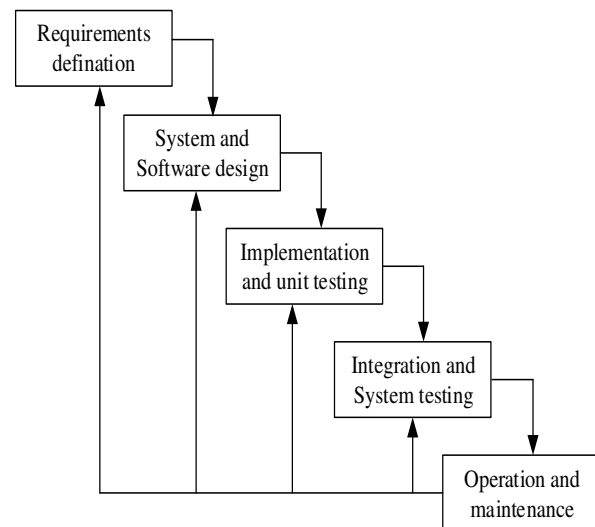 Requirements
defination
System and
Software design
Implementation
and unit testing
Integration and
System testing
Operation and
maintenance